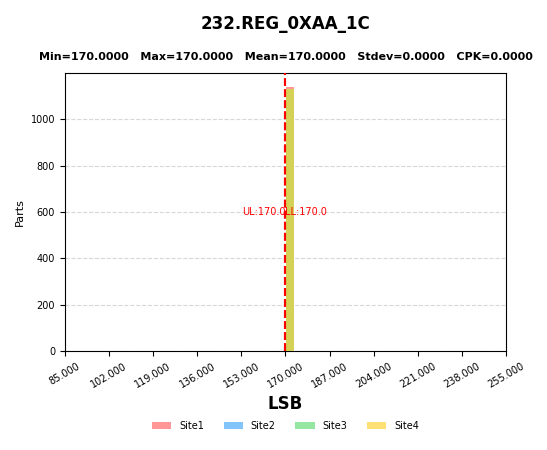 232.REG_0XAA_1C
Min=170.0000 Max=170.0000 Mean=170.0000 Stdev=0.0000 CPK=0.0000
1000
800
600
400
200
0
Parts
UL:170.0
LL:170.0
85.000 102.000 119.000 136.000 153.000 170.000 187.000 204.000 221.000 238.000 255.000
LSB
Site1 Site2 Site3 Site4